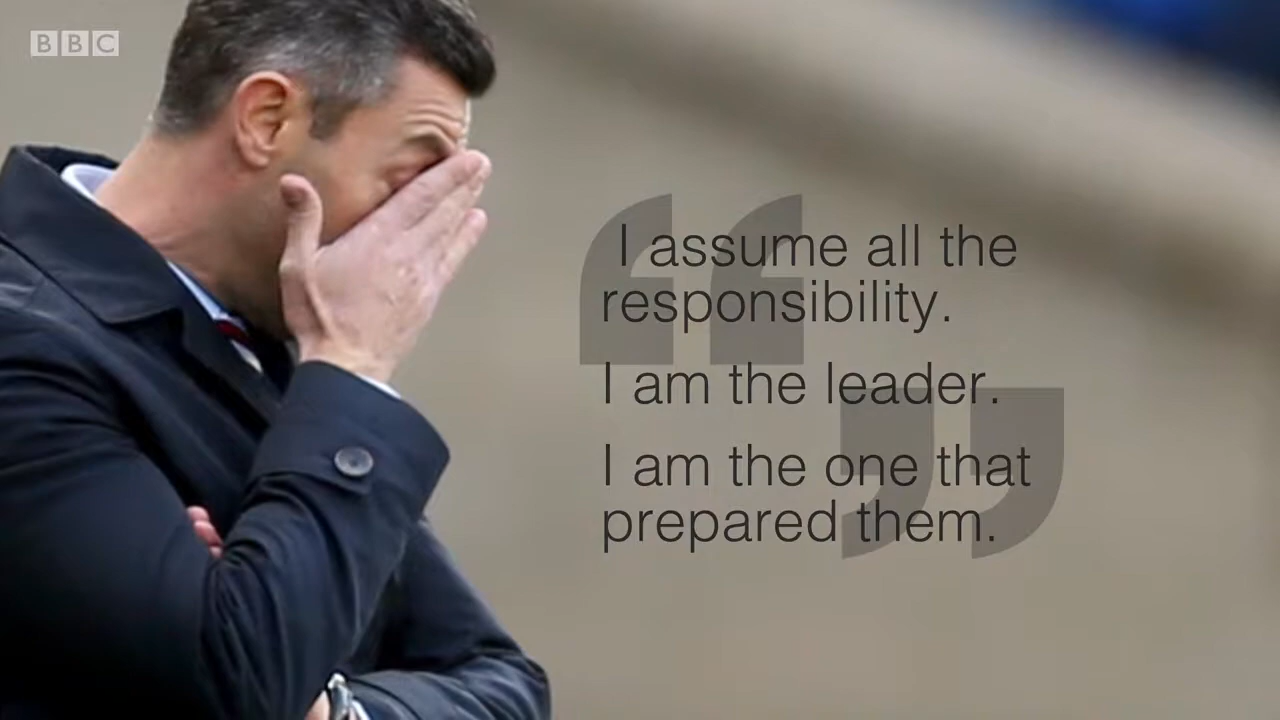 BBC
I assume all the
responsibility.
I am the leader.
I am the one that
prepared them.